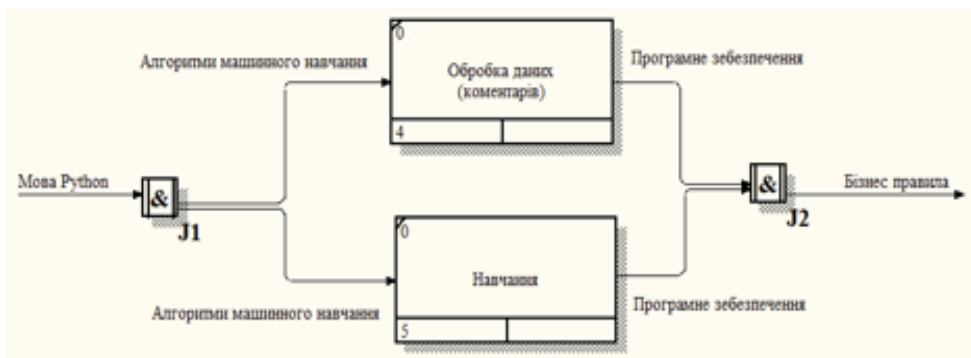 0
Алгоритми машинного навчання
Програмне зебезпечення
Обробка даних
(коментарів)
4
Мова Python
&
J1
&
J2
Бізнес правила
0
Навчання
Алгоритми машинного навчання
Програмне зебезпечення
5